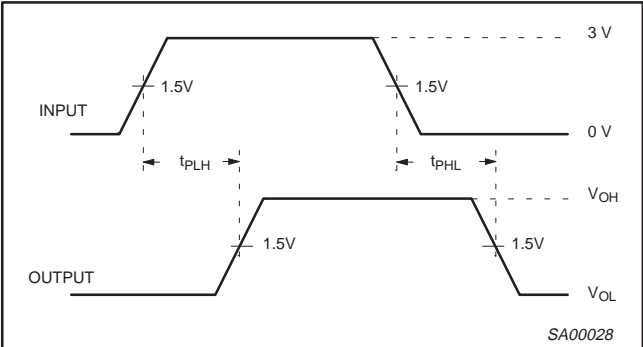 3 V
1.5V
1.5V
INPUT
0 V
tPLH
tPHL
VOH
1.5V
1.5V
OUTPUT
VOL
SA00028